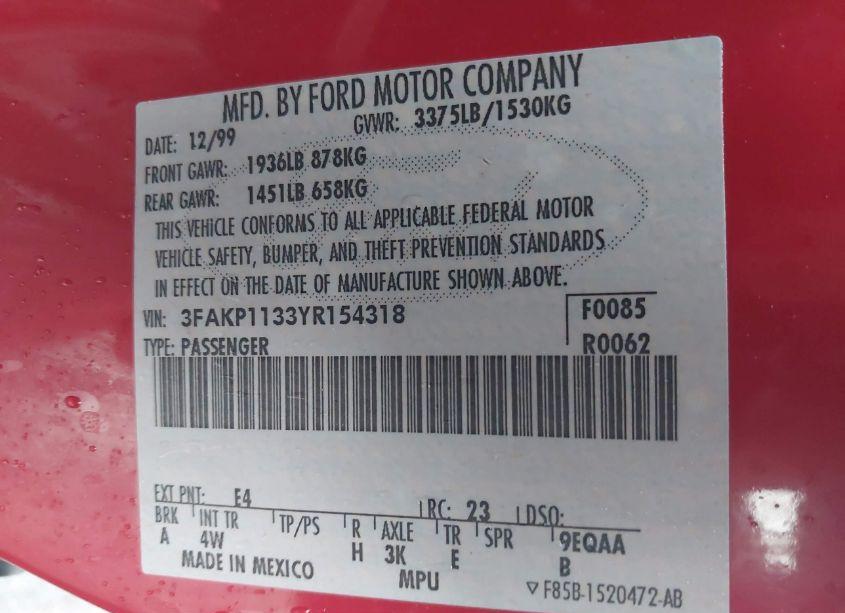 MFD. BY FORD MOTOR COMPANY
DATE: 12/99 GVWR: 3375LB/1530KG
FRONT GAWR: 1936LB 878KG
REAR GAWR: 1451LB 658KG
THIS VEHICLE CONFORMS TO ALL APPLICABLE FEDERAL MOTOR
VEHICLE SAFETY, BUMPER, AND THEFT PREVENTION STANDARDS
IN EFFECT ON THE DATE OF MANUFACTURE SHOWN ABOVE.
VIN: 3FAKP1133YR154318 F0085
TYPE: PASSENGER R0062
EXT PNT: E4 RC: 23 DSO:
BRK INT TR TP/PS R AXLE TR SPR 9EQAA
A 4W H 3K E B
MADE IN MEXICO MPU ▽ F85B-1520472-AB